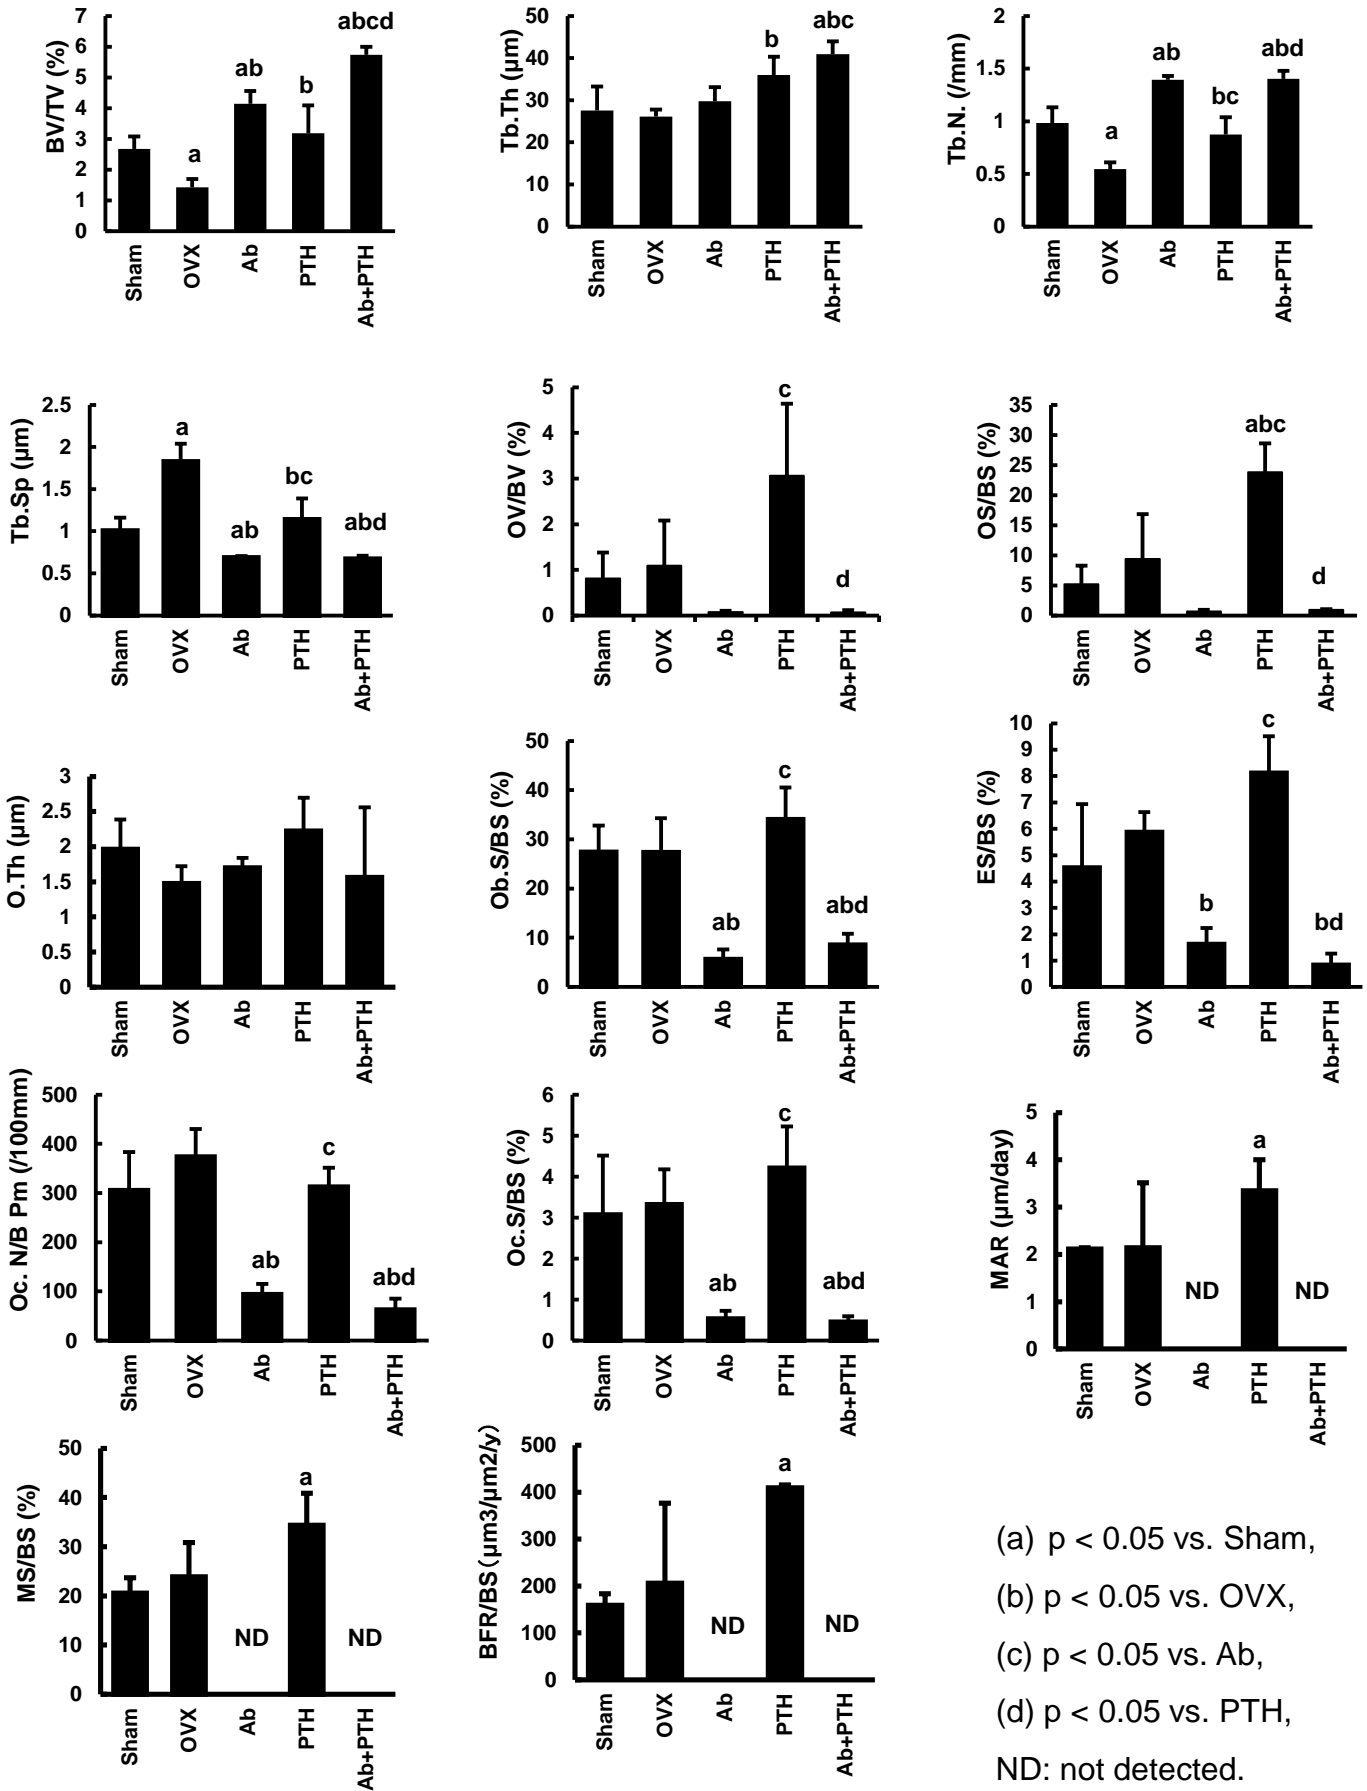 BV/TV (%)
7
6
5
4
3
2
1
0
a
ab
b
abcd
Sham
OVX
Ab
PTH
Ab+PTH
Tb.Th (μm)
50
40
30
20
10
0
b
abc
Sham
OVX
Ab
PTH
Ab+PTH
Tb.N. (/mm)
2
1.5
1
0.5
0
a
ab
bc
abd
Sham
OVX
Ab
PTH
Ab+PTH
Tb.Sp (μm)
2.5
2
1.5
1
0.5
0
a
ab
bc
abd
Sham
OVX
Ab
PTH
Ab+PTH
OV/BV (%)
5
4
3
2
1
0
c
d
Sham
OVX
Ab
PTH
Ab+PTH
OS/BS (%)
35
30
25
20
15
10
5
0
abc
d
Sham
OVX
Ab
PTH
Ab+PTH
O.Th (μm)
3
2.5
2
1.5
1
0.5
0
Sham
OVX
Ab
PTH
Ab+PTH
Ob.S/BS (%)
50
40
30
20
10
0
ab
c
abd
Sham
OVX
Ab
PTH
Ab+PTH
ES/BS (%)
10
9
8
7
6
5
4
3
2
1
0
b
c
bd
Sham
OVX
Ab
PTH
Ab+PTH
Oc. N/B Pm (/100mm)
500
400
300
200
100
0
ab
c
abd
Sham
OVX
Ab
PTH
Ab+PTH
Oc.S/BS (%)
6
5
4
3
2
1
0
ab
c
abd
Sham
OVX
Ab
PTH
Ab+PTH
MAR (μm/day)
5
4
3
2
1
0
ND
a
ND
Sham
OVX
Ab
PTH
Ab+PTH
MS/BS (%)
50
40
30
20
10
0
ND
a
ND
Sham
OVX
Ab
PTH
Ab+PTH
BFR/BS(μm3/μm2/y)
500
400
300
200
100
0
ND
a
ND
Sham
OVX
Ab
PTH
Ab+PTH
(a) p < 0.05 vs. Sham,
(b) p < 0.05 vs. OVX,
(c) p < 0.05 vs. Ab,
(d) p < 0.05 vs. PTH,
ND: not detected.